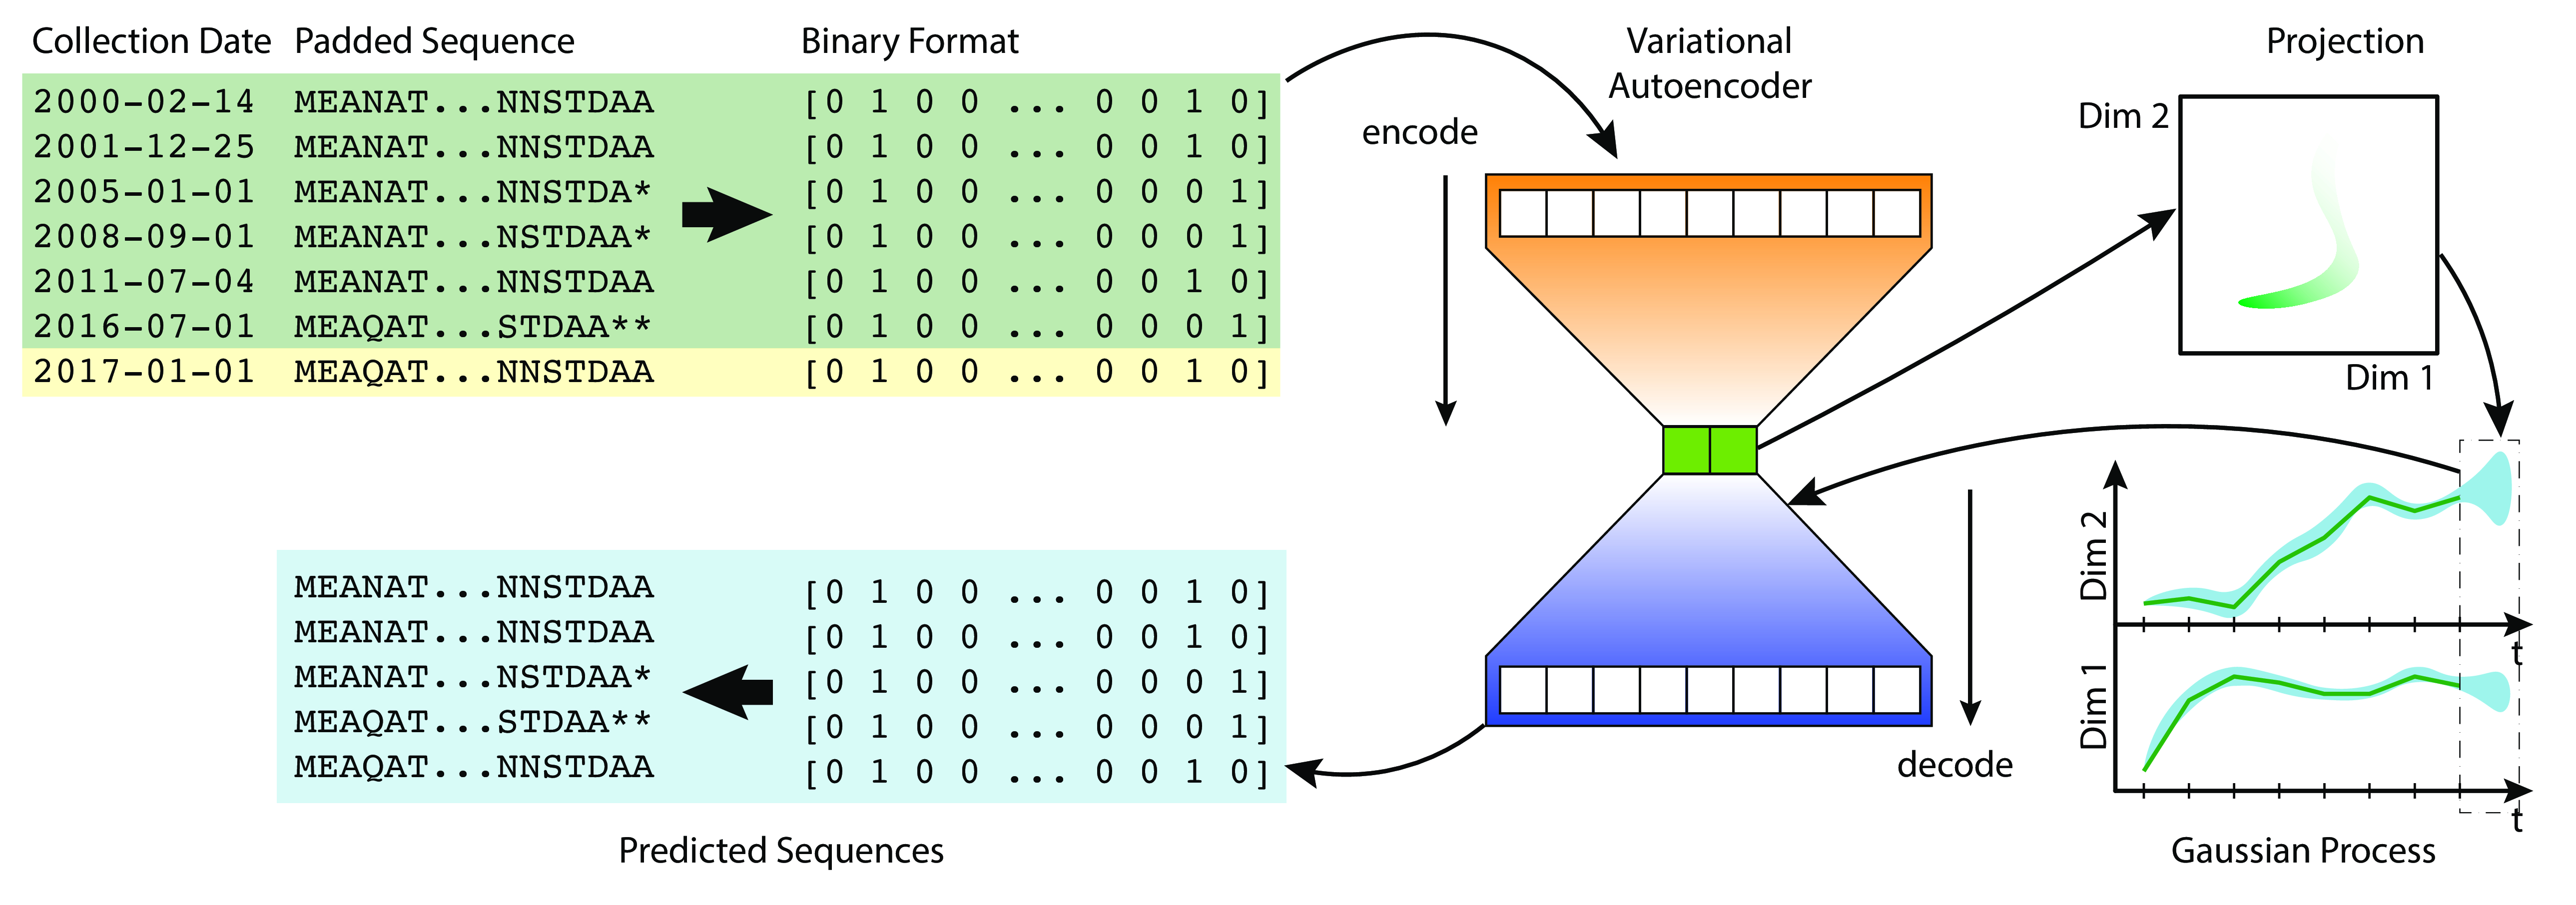 Collection Date Padded Sequence Binary Format
2000-02-14 MEANAT...NNSTDAA [0 1 0 0 ... 0 0 1 0]
2001-12-25 MEANAT...NNSTDAA [0 1 0 0 ... 0 0 1 0]
2005-01-01 MEANAT...NNSTDA* [0 1 0 0 ... 0 0 0 1]
2008-09-01 MEANAT...NSTDAA* [0 1 0 0 ... 0 0 0 1]
2011-07-04 MEANAT...NNSTDAA [0 1 0 0 ... 0 0 1 0]
2016-07-01 MEAQAT...STDAA** [0 1 0 0 ... 0 0 0 1]
2017-01-01 MEAQAT...NNSTDAA [0 1 0 0 ... 0 0 1 0]
Variational
Autoencoder
encode
Projection
Dim 2
Dim 1
Dim 2
t
Dim 1
t
Gaussian Process
decode
MEANAT...NNSTDAA [0 1 0 0 ... 0 0 1 0]
MEANAT...NNSTDAA [0 1 0 0 ... 0 0 1 0]
MEANAT...NSTDAA* [0 1 0 0 ... 0 0 0 1]
MEAQAT...STDAA** [0 1 0 0 ... 0 0 0 1]
MEAQAT...NNSTDAA [0 1 0 0 ... 0 0 1 0]
Predicted Sequences